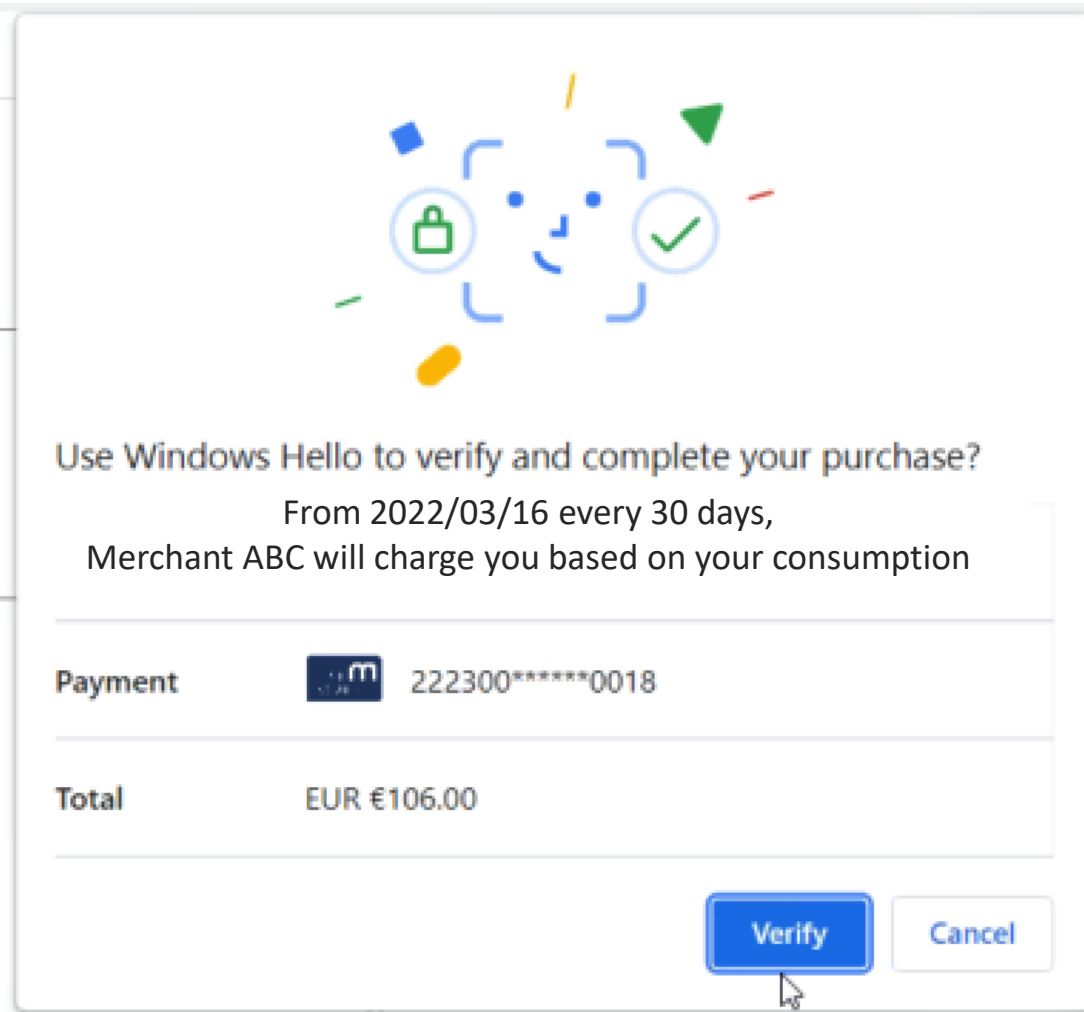 Use Windows Hello to verify and complete your purchase?
From 2022/03/16 every 30 days,
Merchant ABC will charge you based on your consumption
Payment m 222300******0018
Total EUR €106.00
Verify Cancel